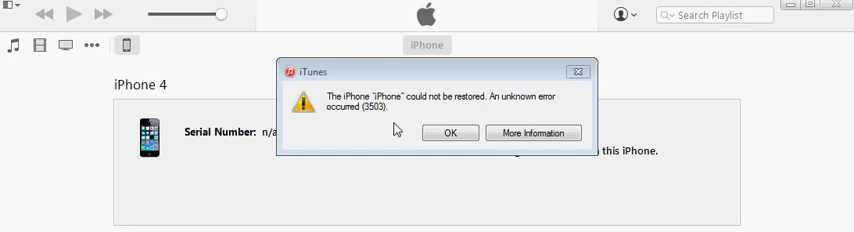 Search Playlist
iPhone
iPhone 4
iTunes
The iPhone "iPhone" could not be restored. An unknown error
occurred (3503).
OK
More Information
Serial Number: n/a
this iPhone.